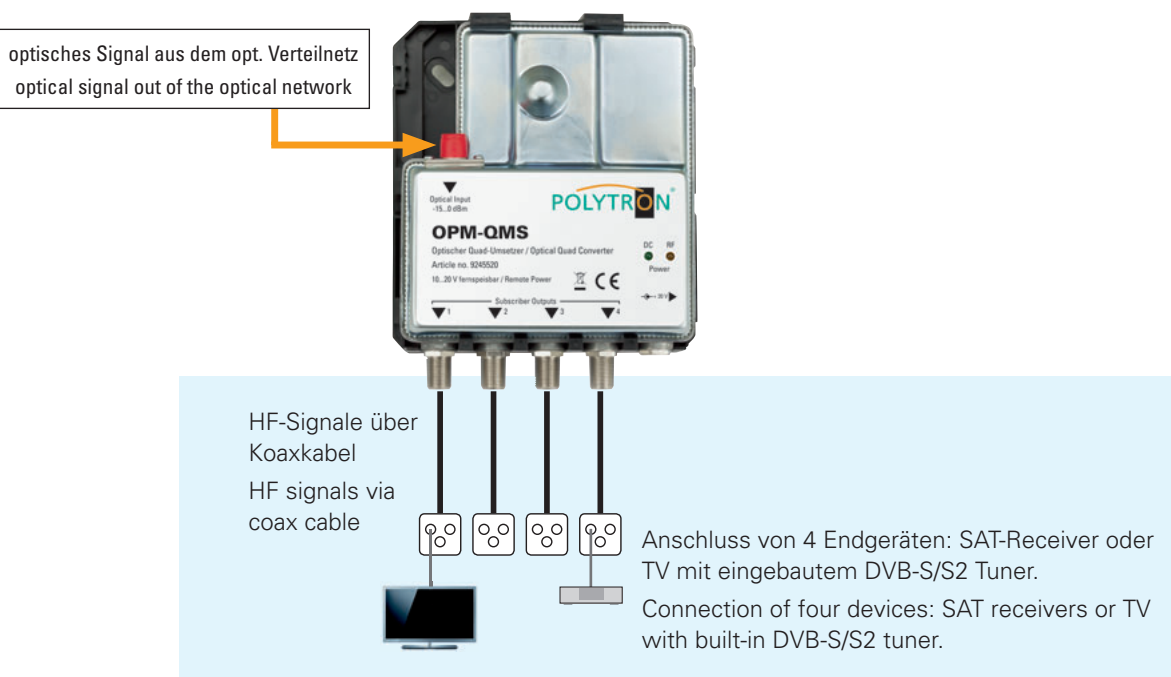 optisches Signal aus dem opt. Verteilnetz
optical signal out of the optical network
Optical Input
-15...0 dBm
POLYTRON®
OPM-QMS
Optischer Quad-Umsetzer / Optical Quad Converter
Article no. 9245520
10...20 V fernspeisbar / Remote Power
CE
DC RF
Power
20 V
Subscriber Outputs
1 2 3 4
HF-Signale über
Koaxkabel
HF signals via
coax cable
Anschluss von 4 Endgeräten: SAT-Receiver oder
TV mit eingebautem DVB-S/S2 Tuner.
Connection of four devices: SAT receivers or TV
with built-in DVB-S/S2 tuner.